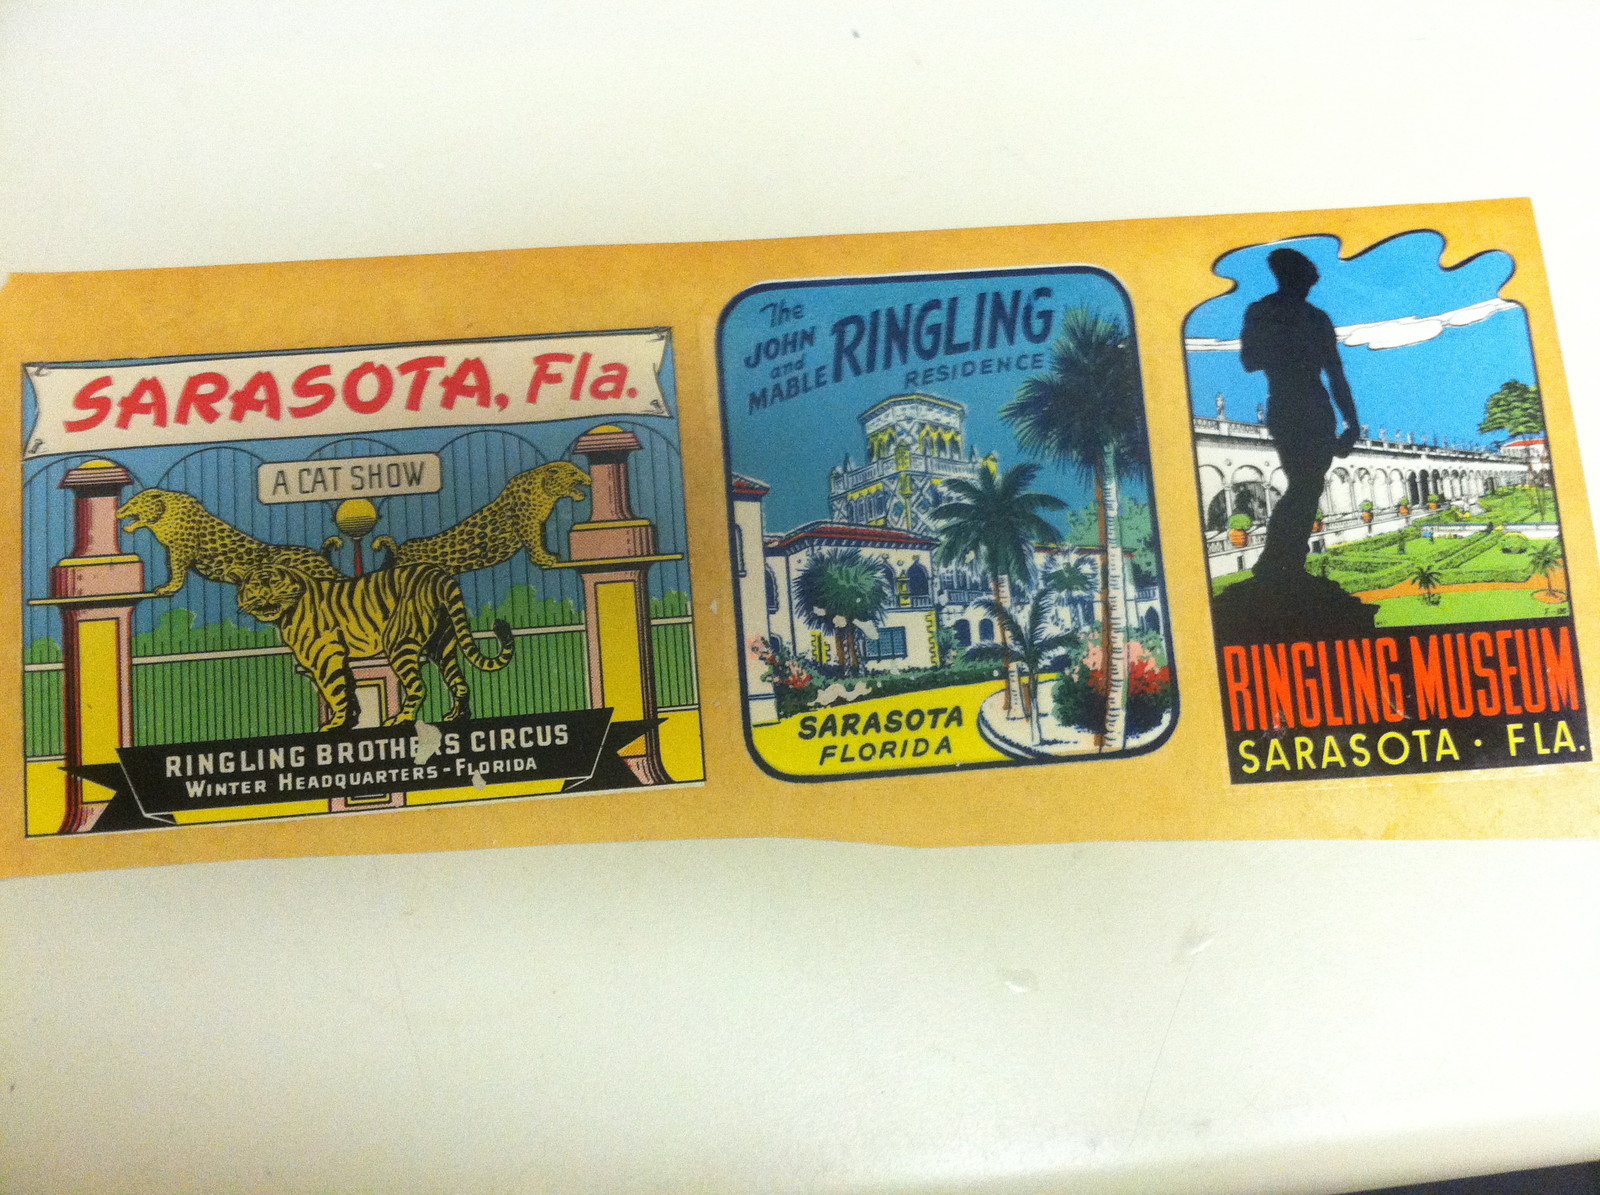 SARASOTA, Fla.
A CAT SHOW
RINGLING BROTHERS CIRCUS
WINTER HEADQUARTERS - FLORIDA
The
JOHN
and
MABLE
RINGLING
RESIDENCE
SARASOTA
FLORIDA
RINGLING MUSEUM
SARASOTA · FLA.